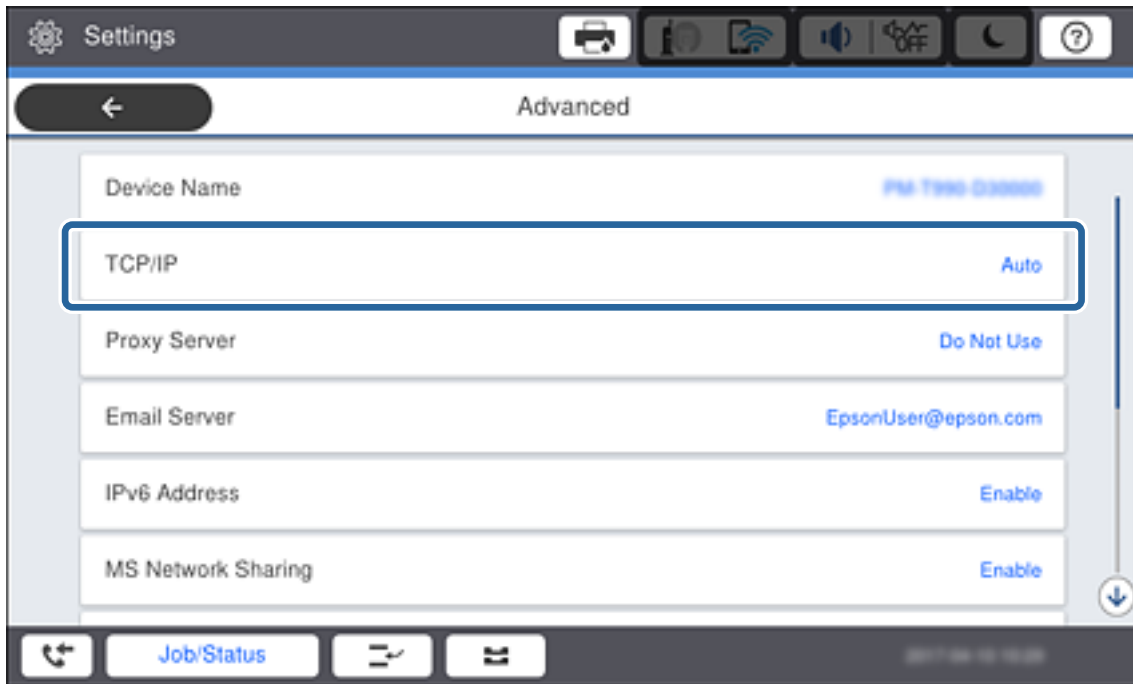 Settings
OFF
?
Advanced
Device Name
TCP/IP
Auto
Proxy Server
Do Not Use
Email Server
EpsonUser@epson.com
IPv6 Address
Enable
MS Network Sharing
Enable
Job/Status